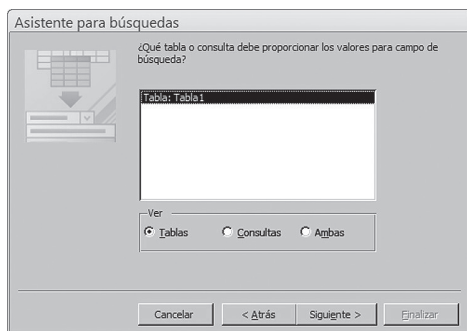 Asistente para búsquedas
¿Qué tabla o consulta debe proporcionar los valores para campo de
búsqueda?
Tabla: Tabla1
Ver
Tablas Consultas Ambas
Cancelar < Atrás Siguiente > Finalizar